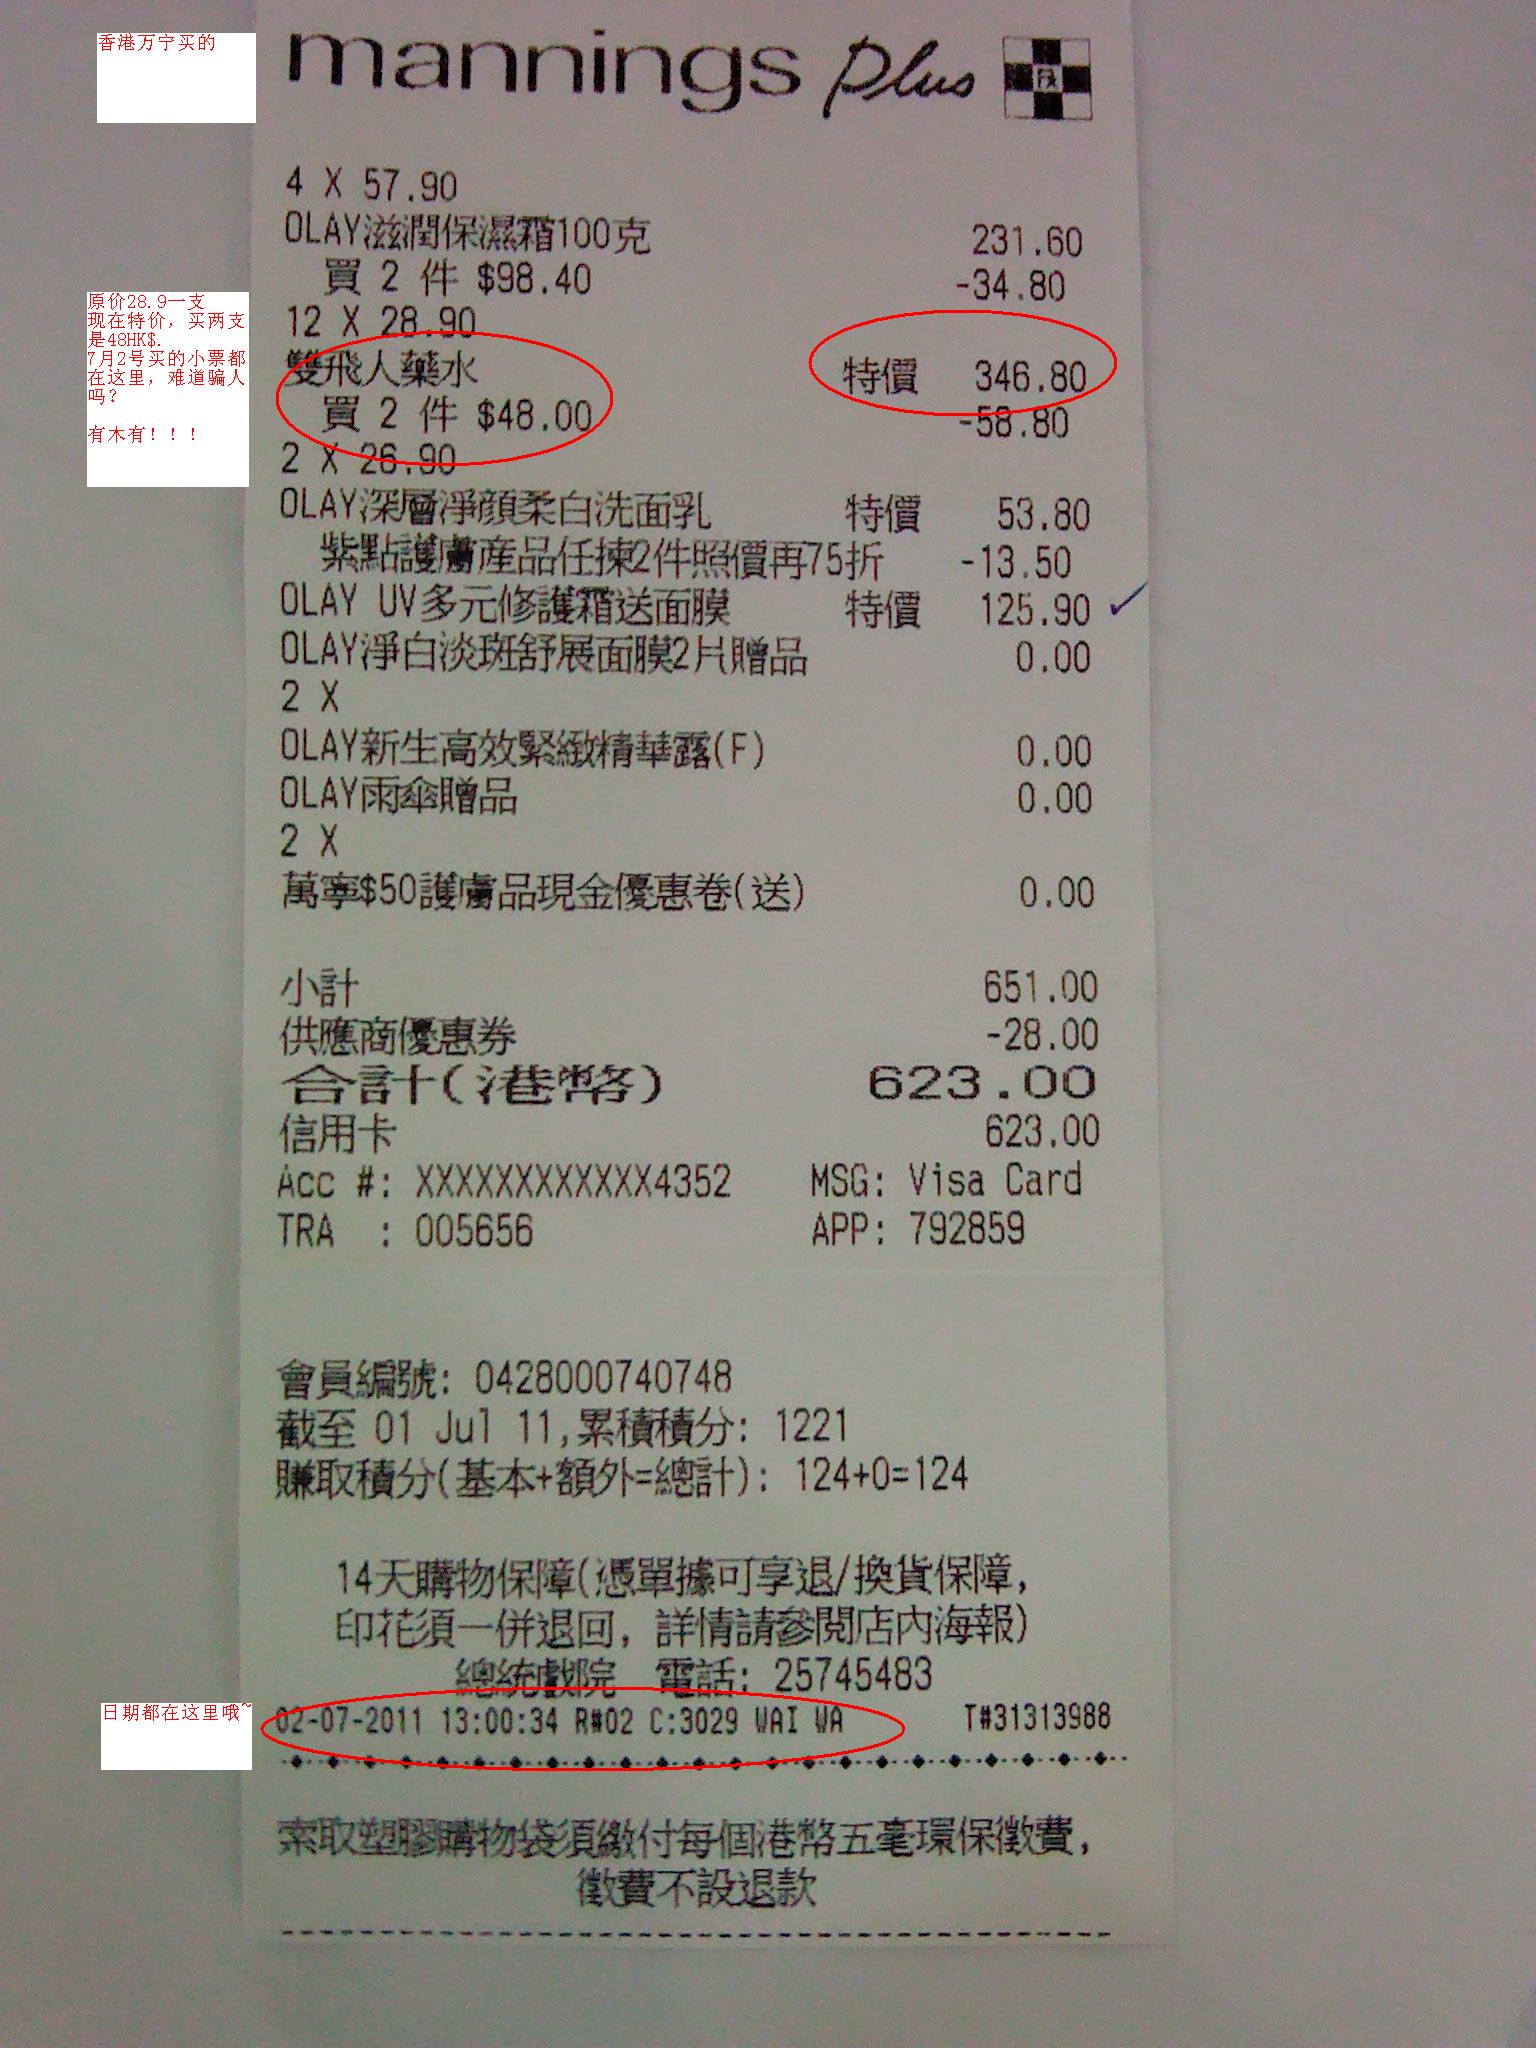 香港万宁买的
mannings Plus
4 X 57.90
OLAY滋潤保濕霜100克 231.60
買 2 件 $98.40 -34.80
原价28.9一支
现在特价，买两支
是48HK$.
7月2号买的小票都
在这里，难道骗人
吗？
有木有！！！
12 X 28.90
雙飛人藥水 特價 346.80
買 2 件 $48.00 -58.80
2 X 26.90
OLAY深層淨顏柔白洗面乳 特價 53.80
紫點護膚産品任揀2件照價再75折 -13.50
OLAY UV多元修護霜送面膜 特價 125.90
OLAY淨白淡斑舒展面膜2片贈品 0.00
2 X
OLAY新生高效緊緻精華露(F) 0.00
OLAY雨傘贈品 0.00
2 X
萬寧$50護膚品現金優惠卷(送) 0.00
小計 651.00
供應商優惠券 -28.00
合計(港幣) 623.00
信用卡 623.00
Acc #: XXXXXXXXXXXX4352 MSG: Visa Card
TRA : 005656 APP: 792859
會員編號: 0428000740748
截至 01 Jul 11,累積積分: 1221
賺取積分(基本+額外=總計): 124+0=124
14天購物保障(憑單據可享退/換貨保障,
印花須一併退回, 詳情請參閱店內海報)
總統戲院 電話: 25745483
日期都在这里哦~
02-07-2011 13:00:34 R#02 C:3029 WAI WA T#31313988
索取塑膠購物袋須繳付每個港幣五毫環保徵費,
徵費不設退款